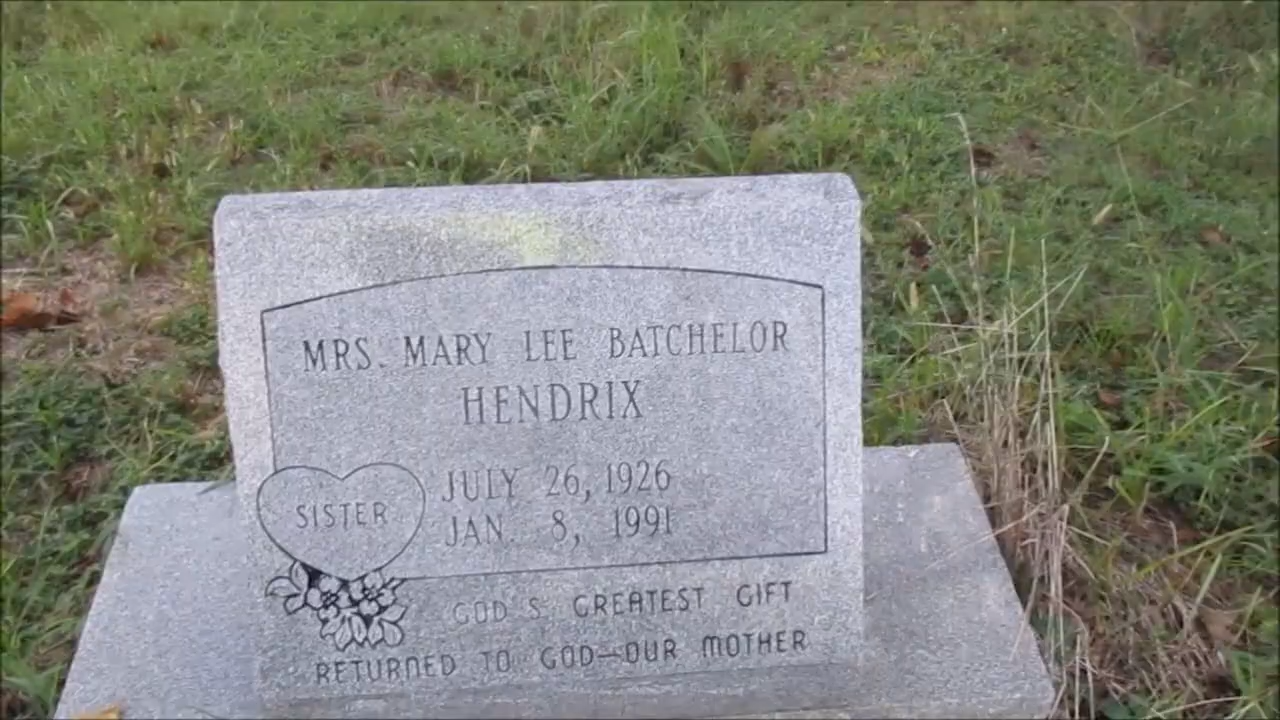 MRS. MARY LEE BATCHELOR
HENDRIX
SISTER
JULY 26, 1926
JAN. 8, 1991
GOD'S GREATEST GIFT
RETURNED TO GOD—OUR MOTHER